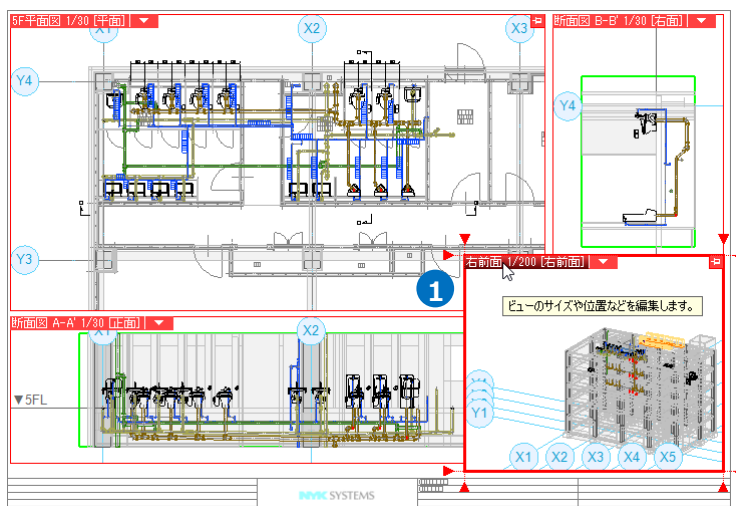 5F平面図 1/30 [平面]
断面図 B-B' 1/30 [右面]
X1
X2
X3
Y4
Y4
Y3
1
右前面 1/200 [右前面]
ビューのサイズや位置などを編集します。
断面図 A-A' 1/30 [正面]
X1
X2
▼5FL
Y1
X1
X2
X3
X4
X5
NYK SYSTEMS